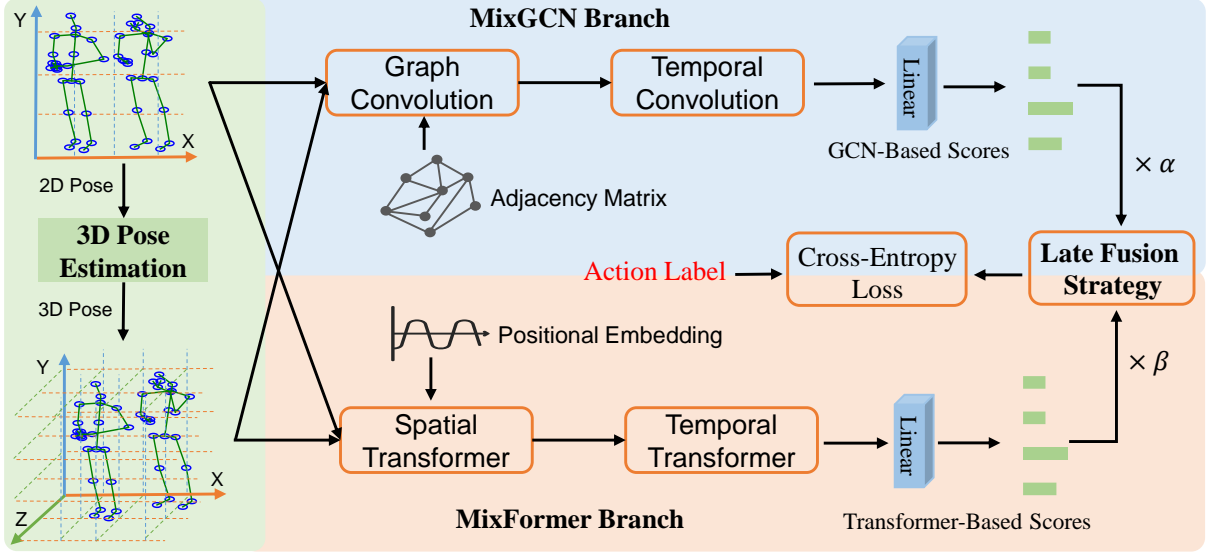 MixGCN Branch
Y
X
2D Pose
3D Pose
Estimation
3D Pose
Y
X
Z
Graph
Convolution
Temporal
Convolution
Linear
GCN-Based Scores
Adjacency Matrix
× α
Action Label
Cross-Entropy
Loss
Late Fusion
Strategy
Positional Embedding
× β
Spatial
Transformer
Temporal
Transformer
Linear
Transformer-Based Scores
MixFormer Branch